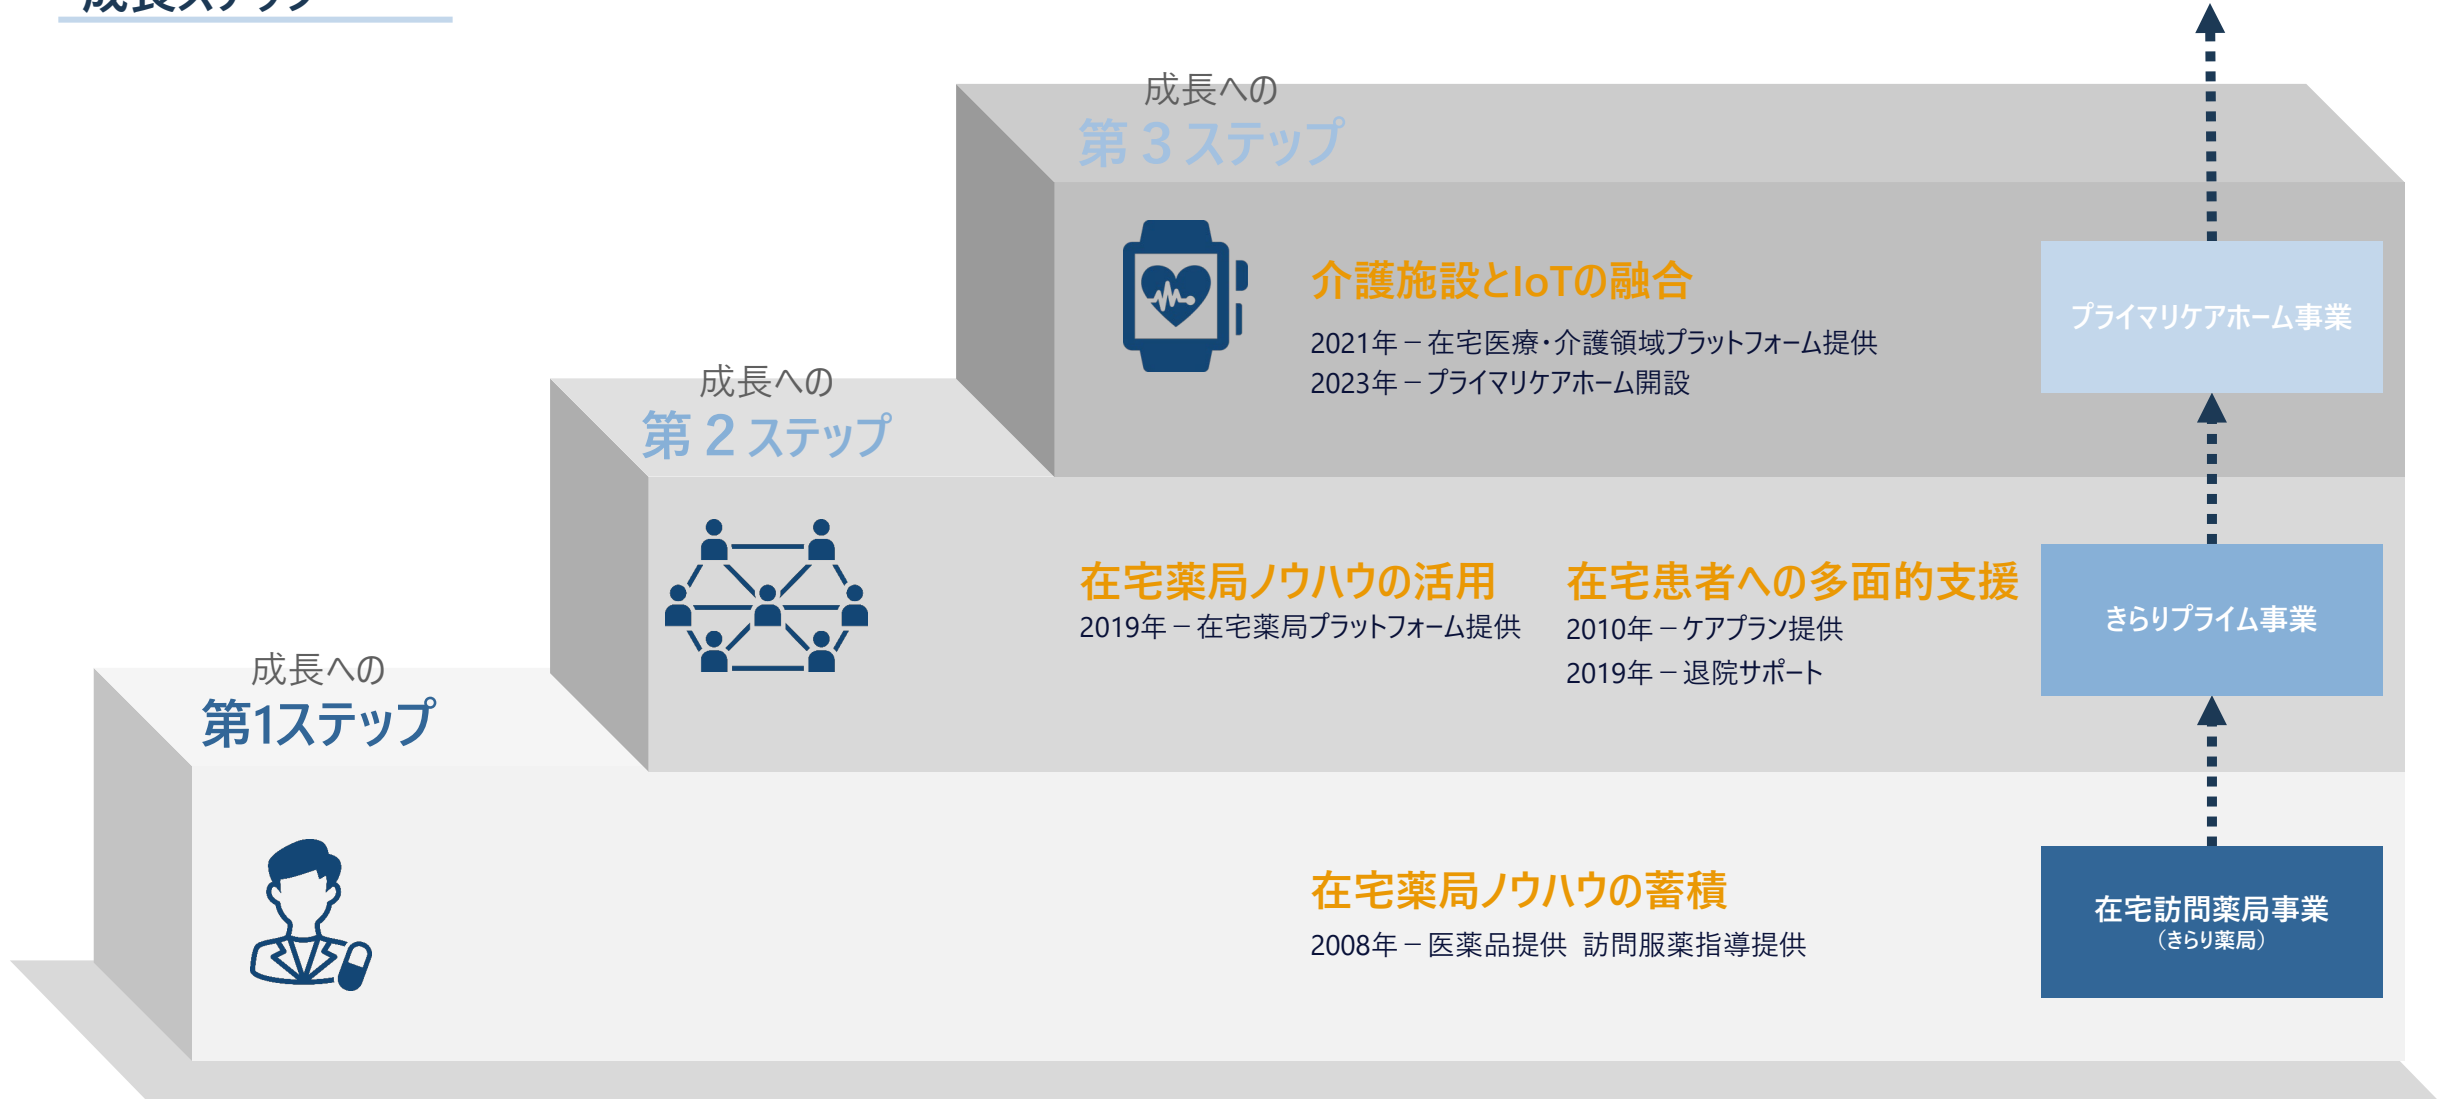 成長ステップ
成長への
第３ステップ
介護施設とIoTの融合
2021年－在宅医療・介護領域プラットフォーム提供
2023年－プライマリケアホーム開設
プライマリケアホーム事業
成長への
第２ステップ
在宅薬局ノウハウの活用
2019年－在宅薬局プラットフォーム提供
在宅患者への多面的支援
2010年－ケアプラン提供
2019年－退院サポート
きらりプライム事業
成長への
第1ステップ
在宅薬局ノウハウの蓄積
2008年－医薬品提供 訪問服薬指導提供
在宅訪問薬局事業
（きらり薬局）